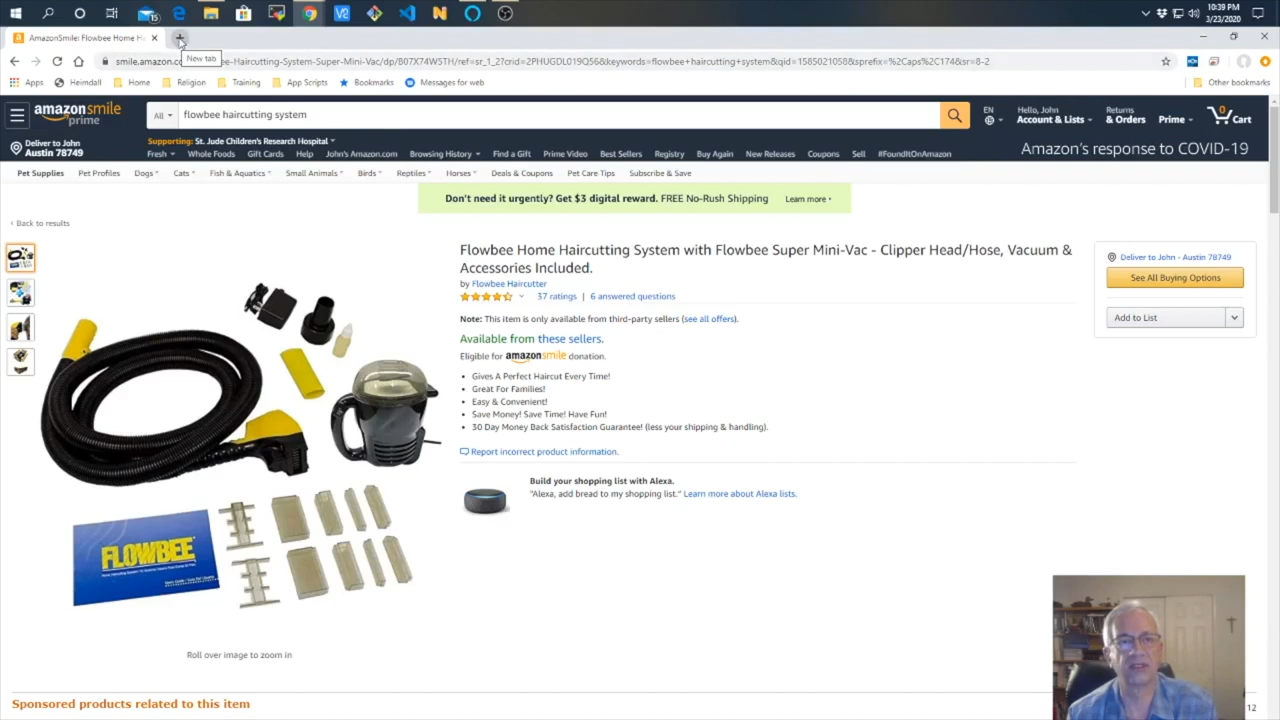 15
10:39 PM
3/23/2020
AmazonSmile: Flowbee Home H
New tab
smile.amazon.co
ee-Haircutting-System-Super-Mini-Vac/dp/B07X74W5TH/ref=sr_1_2?crid=2PHUGDL019Q56&keywords=flowbee+haircutting+system&qid=1585021058&sprefix=%2Caps%2C174&sr=8-2
Apps
Heimdall
Home
Religion
Training
App Scripts
Bookmarks
Messages for web
Other bookmarks
amazonsmile
prime
All
flowbee haircutting system
EN
Hello, John
Account & Lists
Returns
& Orders
Prime
0
Cart
Deliver to John
Austin 78749
Supporting: St. Jude Children's Research Hospital
Fresh
Whole Foods
Gift Cards
Help
John's Amazon.com
Browsing History
Find a Gift
Prime Video
Best Sellers
Registry
Buy Again
New Releases
Coupons
Sell
#FoundItOnAmazon
Amazon's response to COVID-19
Pet Supplies
Pet Profiles
Dogs
Cats
Fish & Aquatics
Small Animals
Birds
Reptiles
Horses
Deals & Coupons
Pet Care Tips
Subscribe & Save
Don't need it urgently? Get $3 digital reward. FREE No-Rush Shipping
Learn more
‹ Back to results
Flowbee Home Haircutting System with Flowbee Super Mini-Vac - Clipper Head/Hose, Vacuum &
Accessories Included.
by Flowbee Haircutter
37 ratings | 6 answered questions
Note: This item is only available from third-party sellers (see all offers).
Available from these sellers.
Eligible for amazonsmile donation.
• Gives A Perfect Haircut Every Time!
• Great For Families!
• Easy & Convenient!
• Save Money! Save Time! Have Fun!
• 30 Day Money Back Satisfaction Guarantee! (less your shipping & handling).
Report incorrect product information.
Build your shopping list with Alexa.
"Alexa, add bread to my shopping list." Learn more about Alexa lists.
Deliver to John - Austin 78749
See All Buying Options
Add to List
FLOWBEE
Roll over image to zoom in
Sponsored products related to this item
12